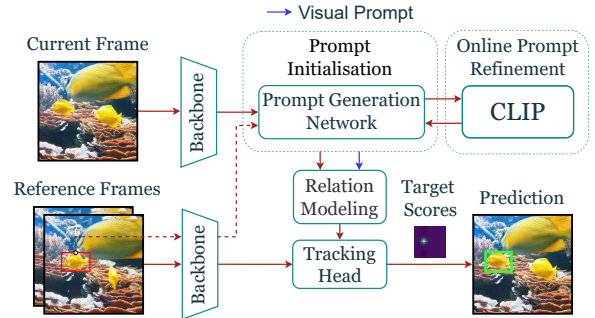 Visual Prompt
Current Frame
Prompt
Initialisation
Online Prompt
Refinement
Backbone
Prompt Generation
Network
CLIP
Reference Frames
Backbone
Relation
Modeling
Target
Scores
Prediction
Tracking
Head